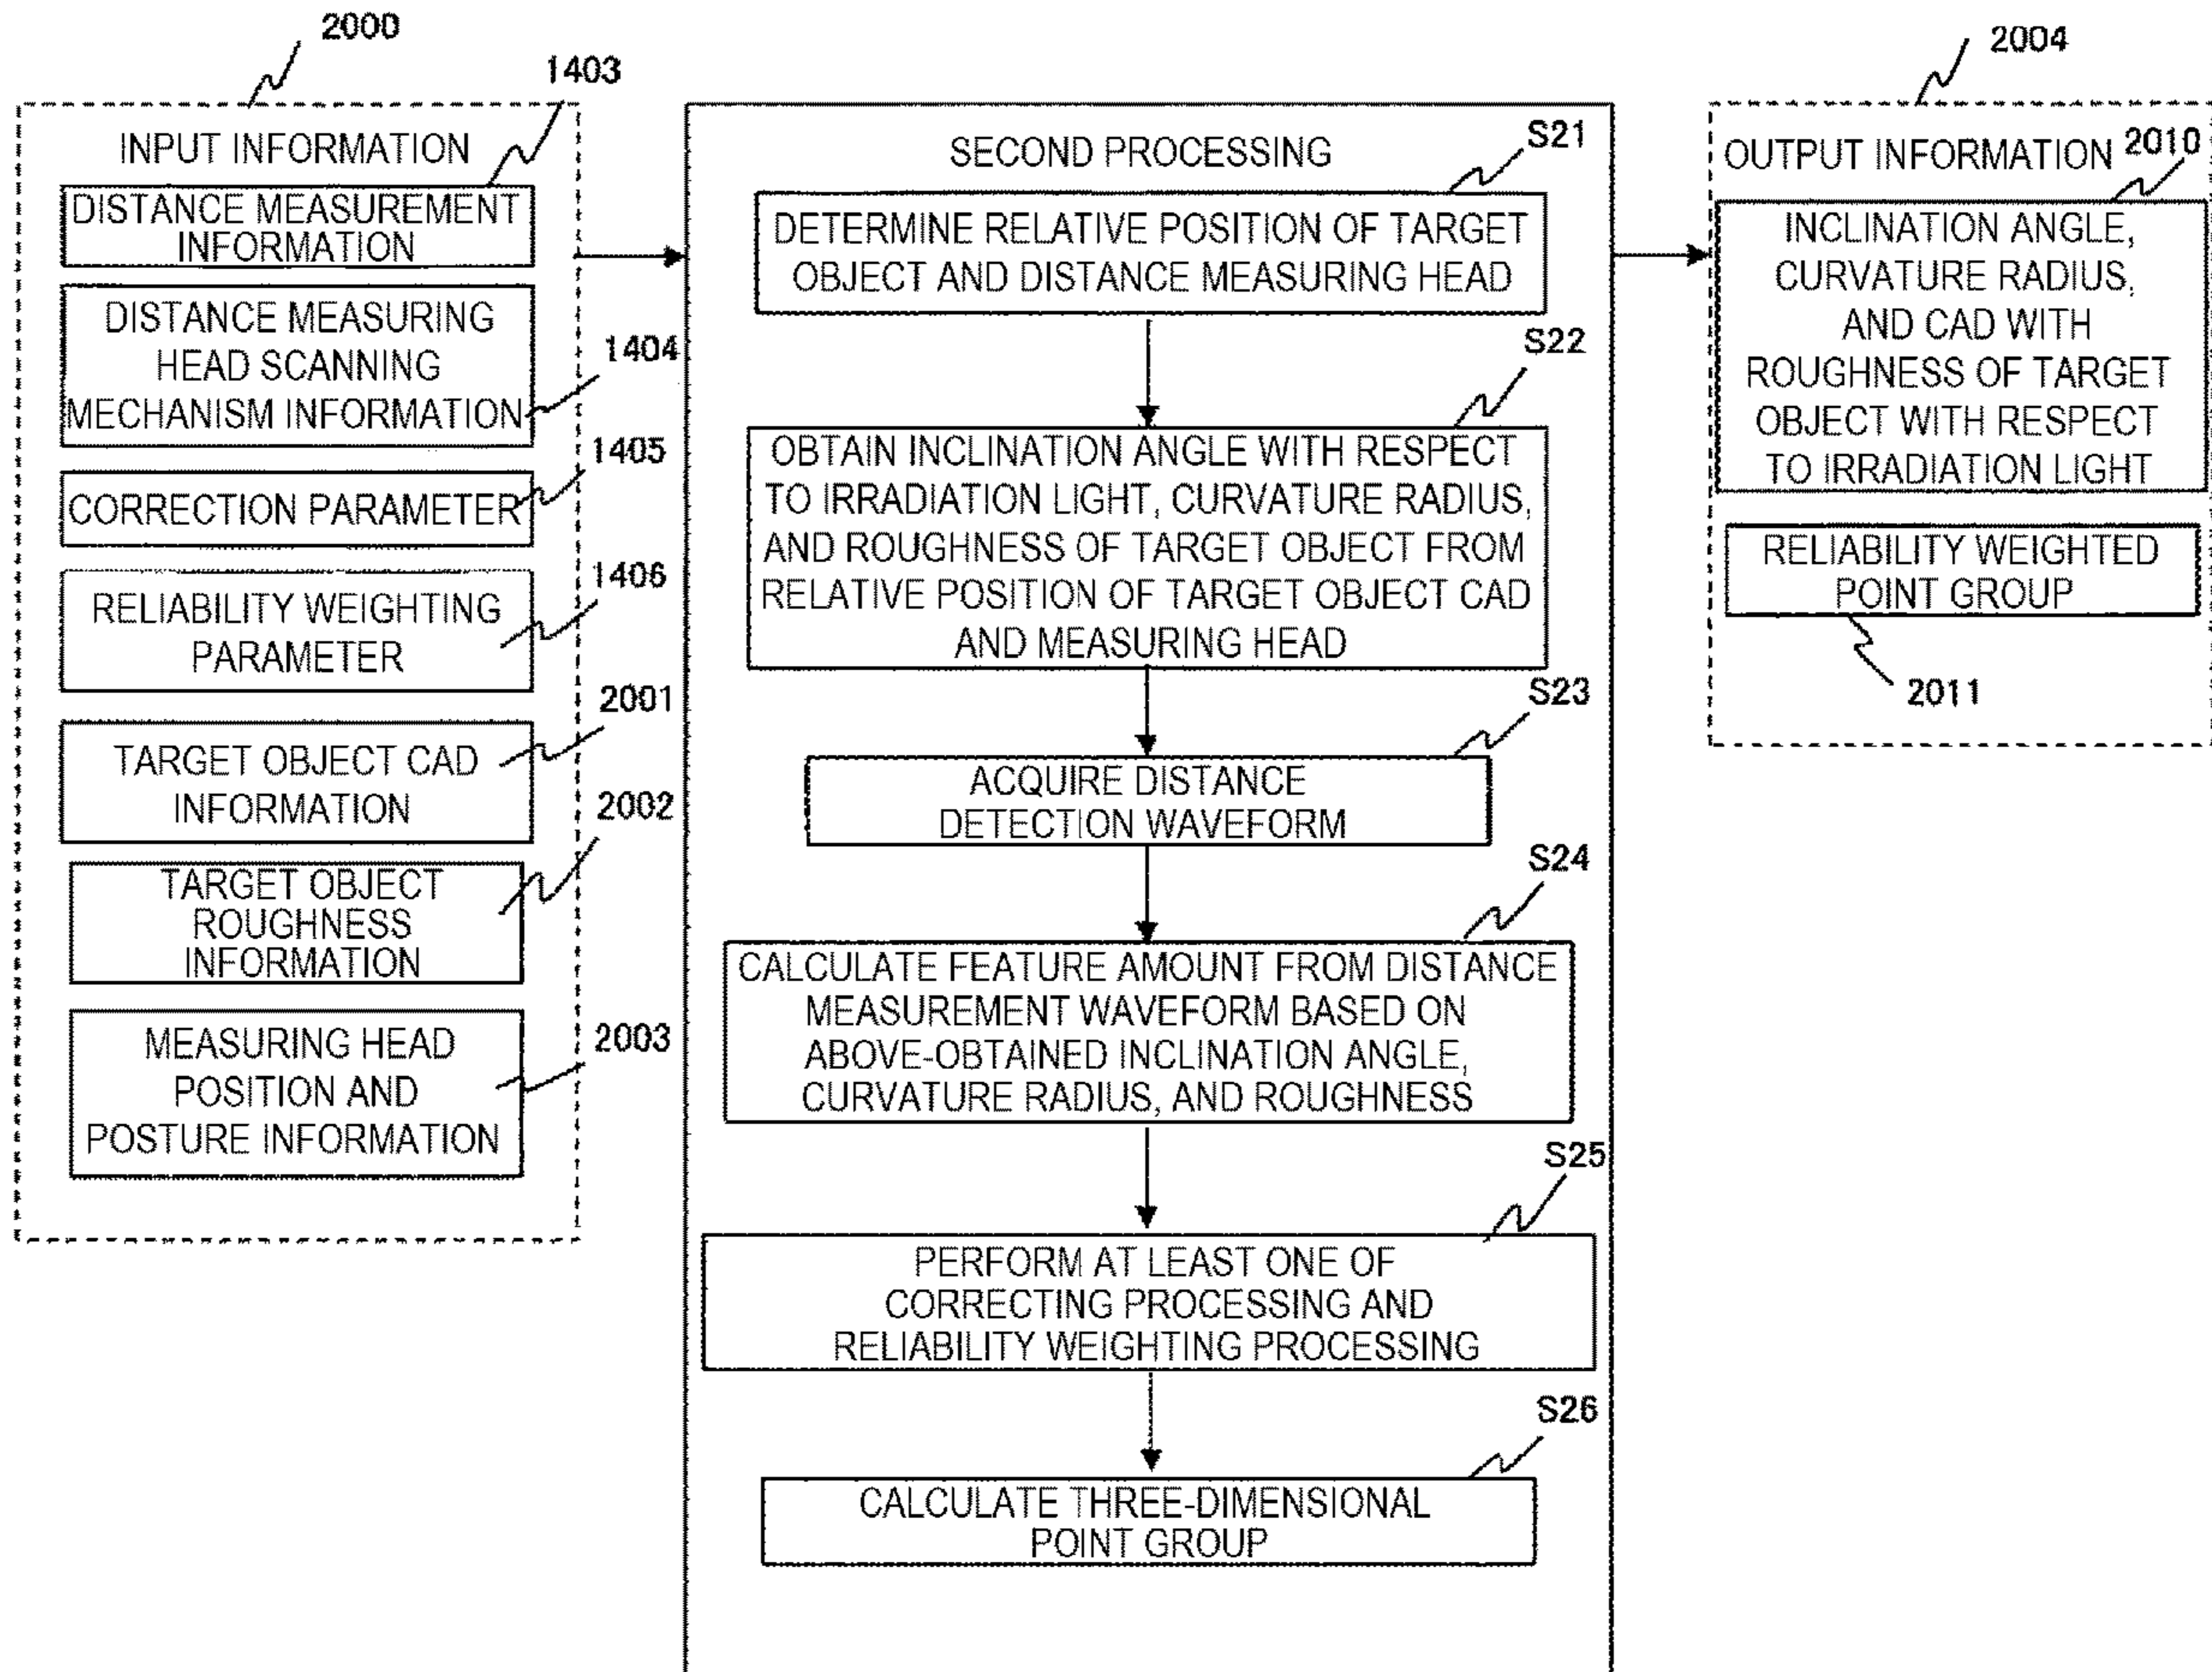 2000
1403
INPUT INFORMATION
DISTANCE MEASUREMENT
INFORMATION
DISTANCE MEASURING
HEAD SCANNING
MECHANISM INFORMATION
1404
CORRECTION PARAMETER
1405
RELIABILITY WEIGHTING
PARAMETER
1406
TARGET OBJECT CAD
INFORMATION
2001
TARGET OBJECT
ROUGHNESS
INFORMATION
2002
MEASURING HEAD
POSITION AND
POSTURE INFORMATION
2003
SECOND PROCESSING
S21
DETERMINE RELATIVE POSITION OF TARGET
OBJECT AND DISTANCE MEASURING HEAD
S22
OBTAIN INCLINATION ANGLE WITH RESPECT
TO IRRADIATION LIGHT, CURVATURE RADIUS,
AND ROUGHNESS OF TARGET OBJECT FROM
RELATIVE POSITION OF TARGET OBJECT CAD
AND MEASURING HEAD
S23
ACQUIRE DISTANCE
DETECTION WAVEFORM
S24
CALCULATE FEATURE AMOUNT FROM DISTANCE
MEASUREMENT WAVEFORM BASED ON
ABOVE-OBTAINED INCLINATION ANGLE,
CURVATURE RADIUS, AND ROUGHNESS
S25
PERFORM AT LEAST ONE OF
CORRECTING PROCESSING AND
RELIABILITY WEIGHTING PROCESSING
S26
CALCULATE THREE-DIMENSIONAL
POINT GROUP
2004
OUTPUT INFORMATION
2010
INCLINATION ANGLE,
CURVATURE RADIUS,
AND CAD WITH
ROUGHNESS OF TARGET
OBJECT WITH RESPECT
TO IRRADIATION LIGHT
RELIABILITY WEIGHTED
POINT GROUP
2011